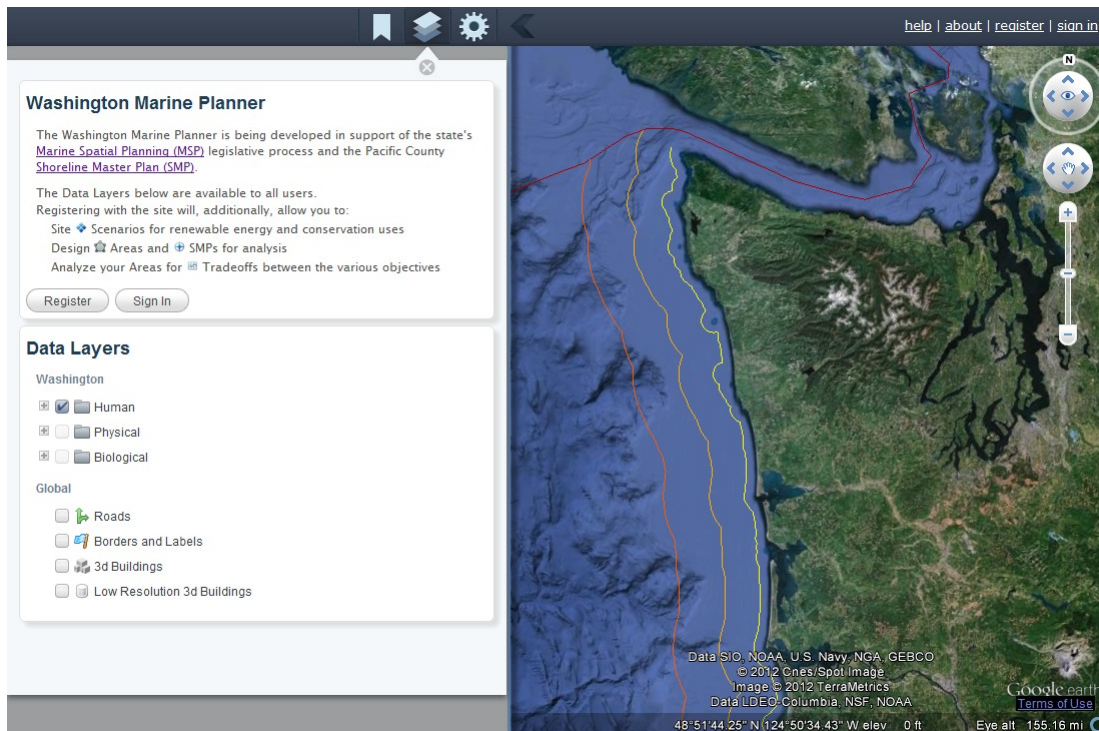 help | about | register | sign in
Washington Marine Planner
The Washington Marine Planner is being developed in support of the state's
Marine Spatial Planning (MSP) legislative process and the Pacific County
Shoreline Master Plan (SMP).
The Data Layers below are available to all users.
Registering with the site will, additionally, allow you to:
Site Scenarios for renewable energy and conservation uses
Design Areas and SMPs for analysis
Analyze your Areas for Tradeoffs between the various objectives
Register Sign In
Data Layers
Washington
Human
Physical
Biological
Global
Roads
Borders and Labels
3d Buildings
Low Resolution 3d Buildings
N
Data SIO, NOAA, U.S. Navy, NGA, GEBCO
© 2012 Cnes/Spot Image
Image © 2012 TerraMetrics
Data LDEO-Columbia, NSF, NOAA
Google earth
Terms of Use
48°51'44.25" N 124°50'34.43" W elev 0 ft Eye alt 155.16 mi